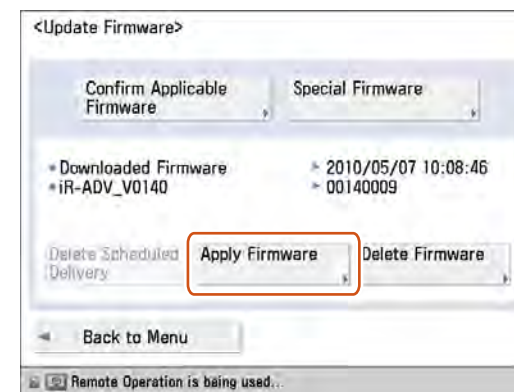 <Update Firmware>
Confirm Applicable
Firmware
Special Firmware
Downloaded Firmware
2010/05/07 10:08:46
iR-ADV_V0140
00140009
Delete Scheduled
Delivery
Apply Firmware
Delete Firmware
Back to Menu
Remote Operation is being used...